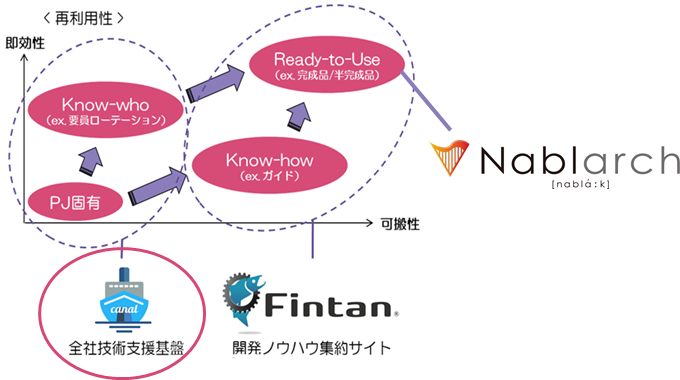 < 再利用性 >
即効性
Ready-to-Use
(ex. 完成品/半完成品)
Know-who
(ex. 要員ローテーション)
Know-how
(ex. ガイド)
PJ固有
可搬性
Nablarch
[nablá:k]
canal
全社技術支援基盤
Fintan®
開発ノウハウ集約サイト